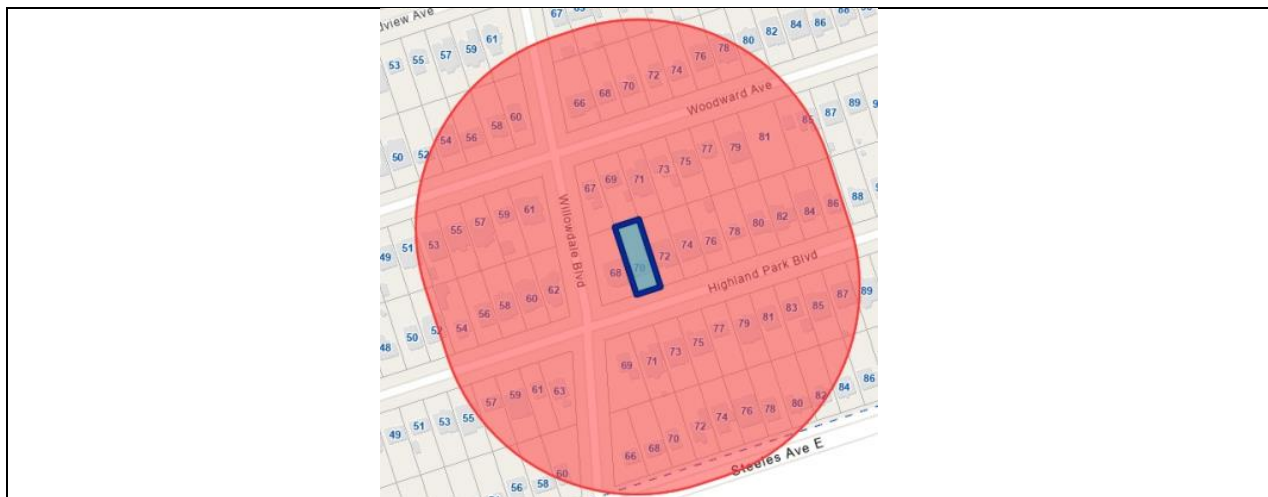 dview Ave
67
53 55 57 59 61
78 80 82 84 86 88
66 68 70 72 74 76
Woodward Ave
50 52 54 56 58 60
85 87 89
67 69 71 73 75 77 79 81
Willowdale Blvd
49 51 53 55 57 59 61
68 70 72 74 76 78 80 82 84 86 88
Highland Park Blvd
48 50 52 54 56 58 60 62
69 71 73 75 77 79 81 83 85 87 89
49 51 53 55 57 59 61 63
66 68 70 72 74 76 78 80 82 84 86
Steeles Ave E
56 58 60